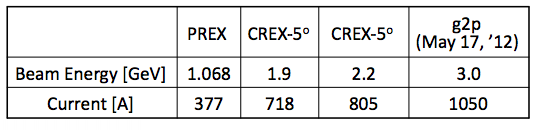 PREX CREX-5° CREX-5° g2p
(May 17, ’12)
Beam Energy [GeV] 1.068 1.9 2.2 3.0
Current [A] 377 718 805 1050